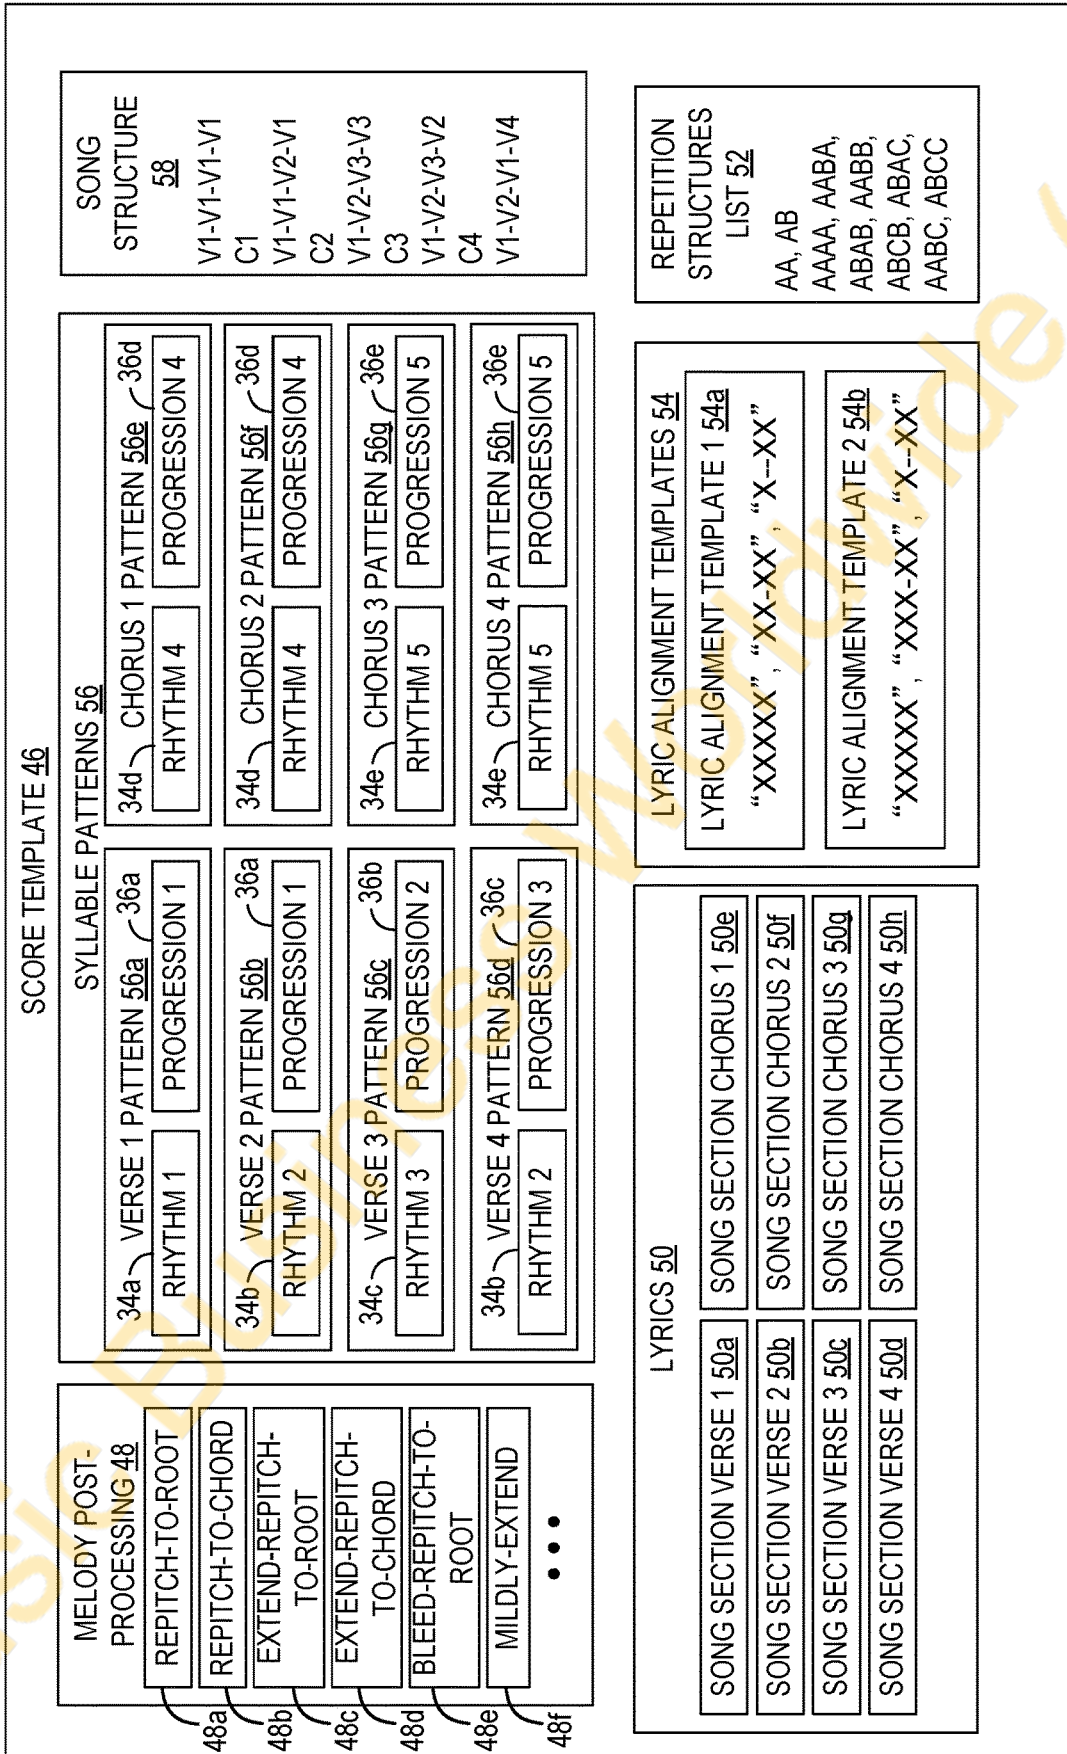 SCORE TEMPLATE 46
MELODY POST-
PROCESSING 48
48a
REPITCH-TO-ROOT
48b
REPITCH-TO-CHORD
48c
EXTEND-REPITCH-
TO-ROOT
48d
EXTEND-REPITCH-
TO-CHORD
48e
BLEED-REPITCH-TO-
ROOT
48f
MILDLY-EXTEND
•••
SYLLABLE PATTERNS 56
34a VERSE 1 PATTERN 56a 36a
RHYTHM 1 PROGRESSION 1
34b VERSE 2 PATTERN 56b 36a
RHYTHM 2 PROGRESSION 1
34c VERSE 3 PATTERN 56c 36b
RHYTHM 3 PROGRESSION 2
34b VERSE 4 PATTERN 56d 36c
RHYTHM 2 PROGRESSION 3
34d CHORUS 1 PATTERN 56e 36d
RHYTHM 4 PROGRESSION 4
34d CHORUS 2 PATTERN 56f 36d
RHYTHM 4 PROGRESSION 4
34e CHORUS 3 PATTERN 56g 36e
RHYTHM 5 PROGRESSION 5
34e CHORUS 4 PATTERN 56h 36e
RHYTHM 5 PROGRESSION 5
SONG
STRUCTURE
58
V1-V1-V1-V1
C1
V1-V1-V2-V1
C2
V1-V2-V3-V3
C3
V1-V2-V3-V2
C4
V1-V2-V1-V4
LYRICS 50
SONG SECTION VERSE 1 50a
SONG SECTION VERSE 2 50b
SONG SECTION VERSE 3 50c
SONG SECTION VERSE 4 50d
SONG SECTION CHORUS 1 50e
SONG SECTION CHORUS 2 50f
SONG SECTION CHORUS 3 50g
SONG SECTION CHORUS 4 50h
LYRIC ALIGNMENT TEMPLATES 54
LYRIC ALIGNMENT TEMPLATE 1 54a
“XXXXX”, “XX-XX”, “X--XX”
LYRIC ALIGNMENT TEMPLATE 2 54b
“XXXXX”, “XXX-XX”, “X--XX”
REPETITION
STRUCTURES
LIST 52
AA, AB
AAAA, AABA,
ABAB, AABB,
ABCB, ABAC,
AABC, ABCC
sic Business Worldwide (